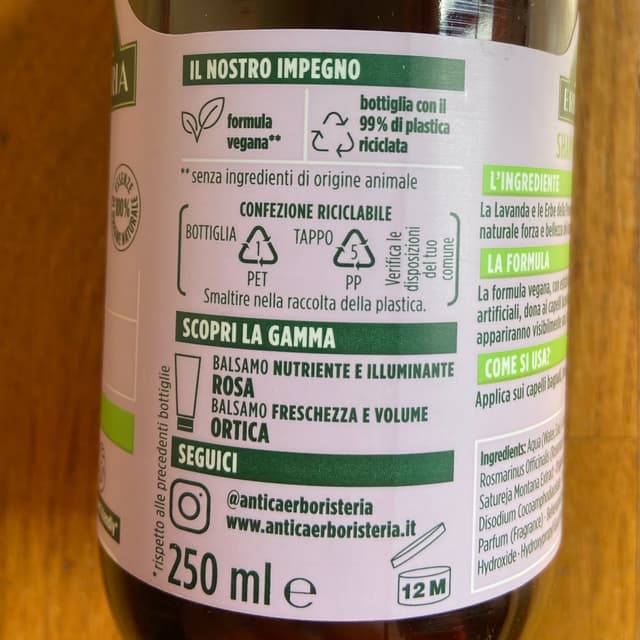 IL NOSTRO IMPEGNO
formula
vegana**
bottiglia con il
99% di plastica
riciclata
**senza ingredienti di origine animale
CONFEZIONE RICICLABILE
BOTTIGLIA
1
PET
TAPPO
5
PP
Verifica le
disposizioni
del tuo
comune
Smaltire nella raccolta della plastica.
SCOPRI LA GAMMA
BALSAMO NUTRIENTE E ILLUMINANTE
ROSA
BALSAMO FRESCHEZZA E VOLUME
ORTICA
SEGUICI
@anticaerboristeria
www.anticaerboristeria.it
*rispetto alle precedenti bottiglie
250 ml e
12 M
L'INGREDIENTE
La Lavanda e le Erbe della
naturale forza e bellezza
LA FORMULA
La formula vegana, con
artificiali, dona ai capelli
appariranno visibilmente
COME SI USA?
Applica sui capelli bagnati,
Ingredients: Aqua (Water),
Rosmarinus Officinalis
Satureja Montana Extract
Disodium
Parfum (Fragrance)
Hydroxide
100%